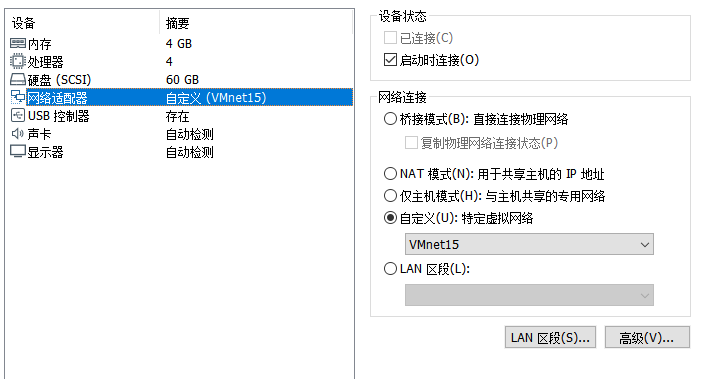 设备 摘要
内存 4 GB
处理器 4
硬盘 (SCSI) 60 GB
网络适配器 自定义 (VMnet15)
USB 控制器 存在
声卡 自动检测
显示器 自动检测
设备状态
已连接(C)
启动时连接(O)
网络连接
桥接模式(B): 直接连接物理网络
复制物理网络连接状态(P)
NAT 模式(N): 用于共享主机的 IP 地址
仅主机模式(H): 与主机共享的专用网络
自定义(U): 特定虚拟网络
VMnet15
LAN 区段(L):
LAN 区段(S)... 高级(V)...